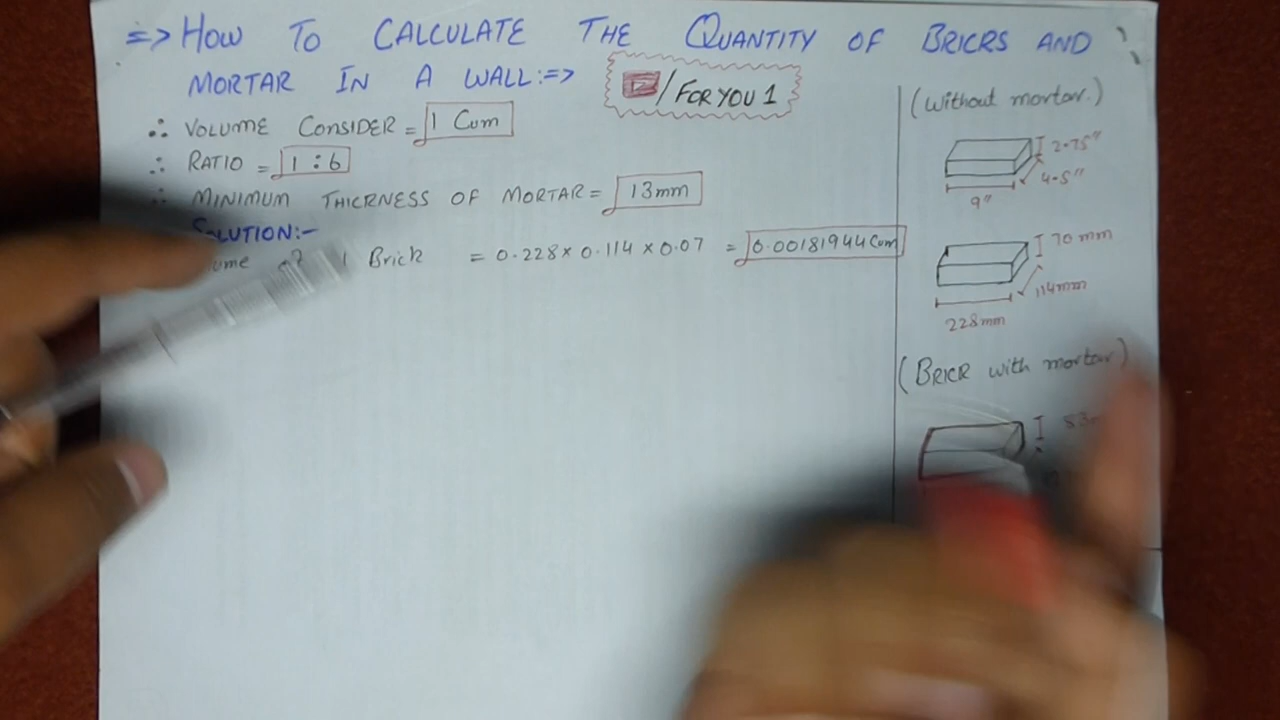 => HOW TO CALCULATE THE QUANTITY OF BRICKS AND
MORTAR IN A WALL:=>
/FOR YOU 1
∴ VOLUME CONSIDER = 1 Cum
∴ RATIO = 1 : 6
∴ MINIMUM THICKNESS OF MORTAR = 13mm
SOLUTION:-
1 Brick = 0.228 × 0.114 × 0.07 = 0.00181944 Cum
(Without mortar.)
2.75"
4.5"
9"
70 mm
114mm
228mm
(BRICK with mortar)